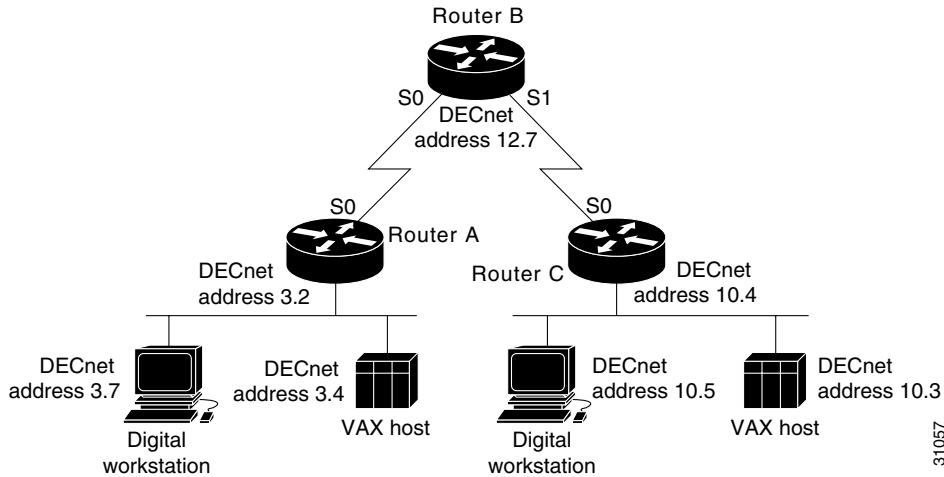 Router B
S0
S1
DECnet
address 12.7
S0
Router A
DECnet
address 3.2
S0
Router C
DECnet
address 10.4
DECnet
address 3.7
Digital
workstation
DECnet
address 3.4
VAX host
DECnet
address 10.5
Digital
workstation
DECnet
address 10.3
VAX host
31057